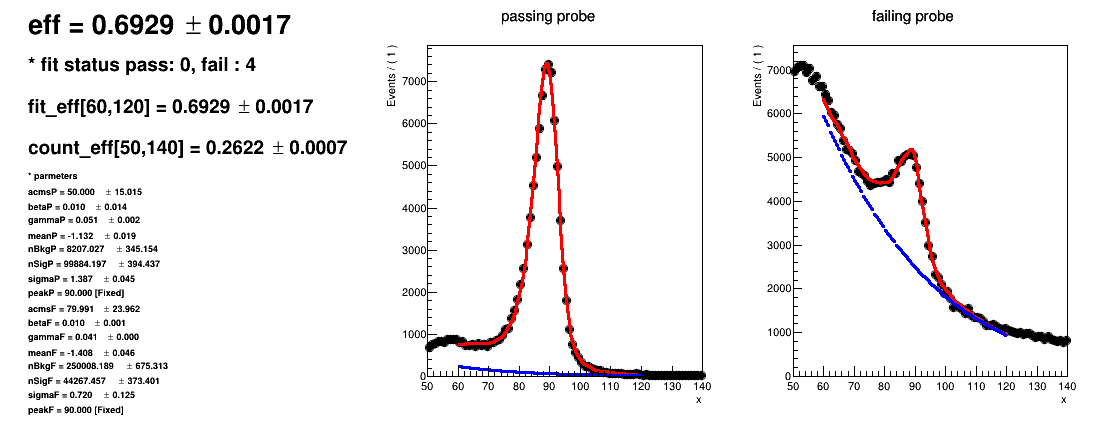 eff = 0.6929 ± 0.0017
* fit status pass: 0, fail : 4
fit_eff[60,120] = 0.6929 ± 0.0017
count_eff[50,140] = 0.2622 ± 0.0007
* parmeters
acmsP = 50.000 ± 15.015
betaP = 0.010 ± 0.014
gammaP = 0.051 ± 0.002
meanP = -1.132 ± 0.019
nBkgP = 8207.027 ± 345.154
nSigP = 99884.197 ± 394.437
sigmaP = 1.387 ± 0.045
peakP = 90.000 [Fixed]
acmsF = 79.991 ± 23.962
betaF = 0.010 ± 0.001
gammaF = 0.041 ± 0.000
meanF = -1.408 ± 0.046
nBkgF = 250008.189 ± 675.313
nSigF = 44267.457 ± 373.401
sigmaF = 0.720 ± 0.125
peakF = 90.000 [Fixed]
passing probe
Events / ( 1 )
7000
6000
5000
4000
3000
2000
1000
0
50 60 70 80 90 100 110 120 130 140
x
failing probe
Events / ( 1 )
7000
6000
5000
4000
3000
2000
1000
0
50 60 70 80 90 100 110 120 130 140
x